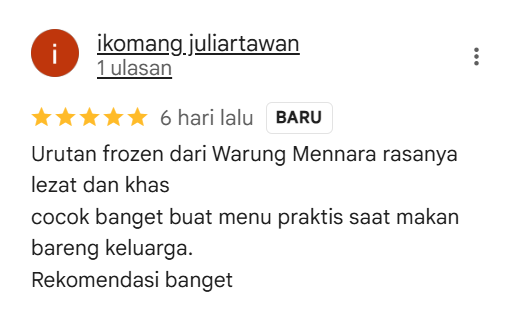 i
ikomang juliartawan
1 ulasan
6 hari lalu BARU
Urutan frozen dari Warung Mennara rasanya
lezat dan khas
cocok banget buat menu praktis saat makan
bareng keluarga.
Rekomendasi banget